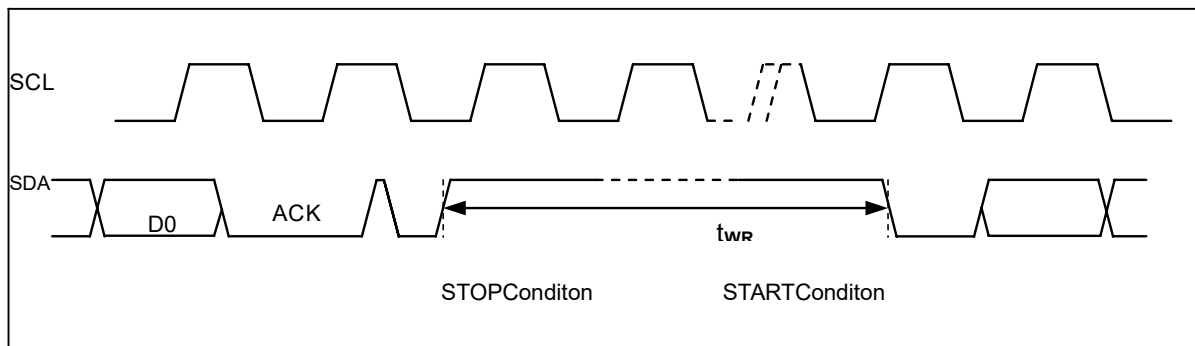 SCL
SDA
D0
ACK
tWR
STOPConditon
STARTConditon